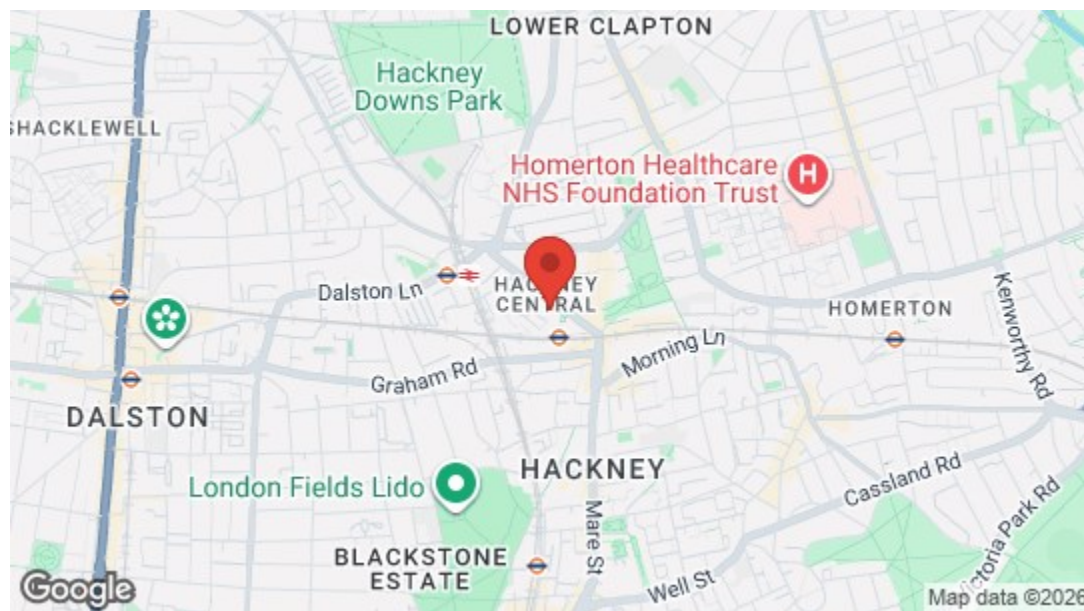 LOWER CLAPTON
Hackney
Downs Park
SHACKLEWELL
Homerton Healthcare
NHS Foundation Trust
H
HACKNEY
CENTRAL
Dalston Ln
HOMERTON
Kenworthy Rd
Morning Ln
Graham Rd
DALSTON
HACKNEY
Cassland Rd
London Fields Lido
Mare St
Victoria Park Rd
BLACKSTONE
ESTATE
Well St
Google
Map data ©2026